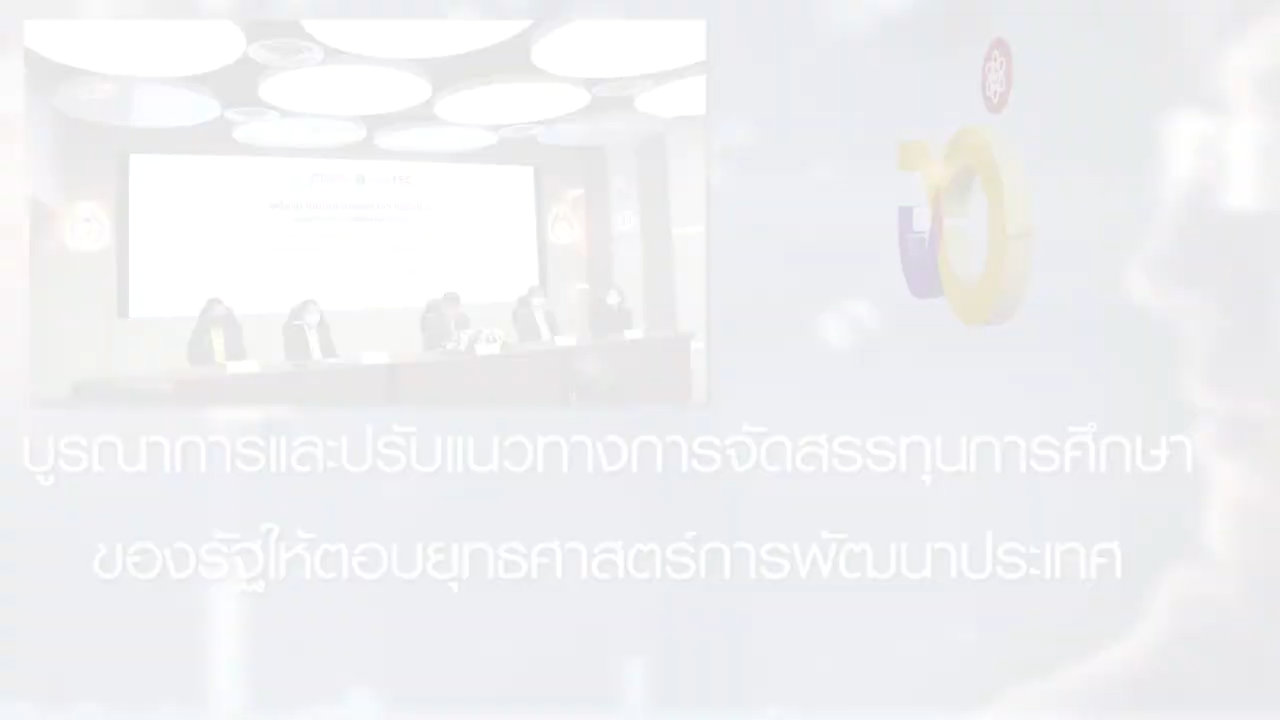 บูรณาการและปรับแนวทางการจัดสรรทุนการศึกษา
ของรัฐให้ตอบยุทธศาสตร์การพัฒนาประเทศ